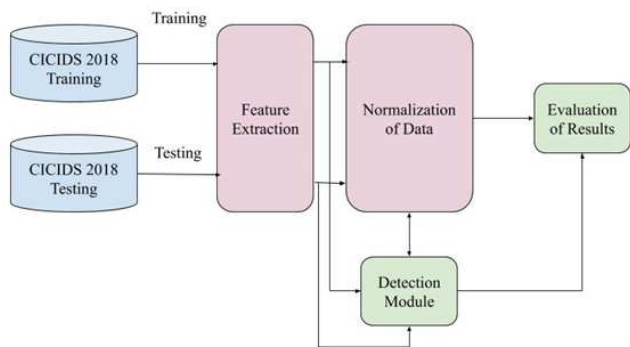 Training
CICIDS 2018
Training
Feature
Extraction
Normalization
of Data
Evaluation
of Results
Testing
CICIDS 2018
Testing
Detection
Module